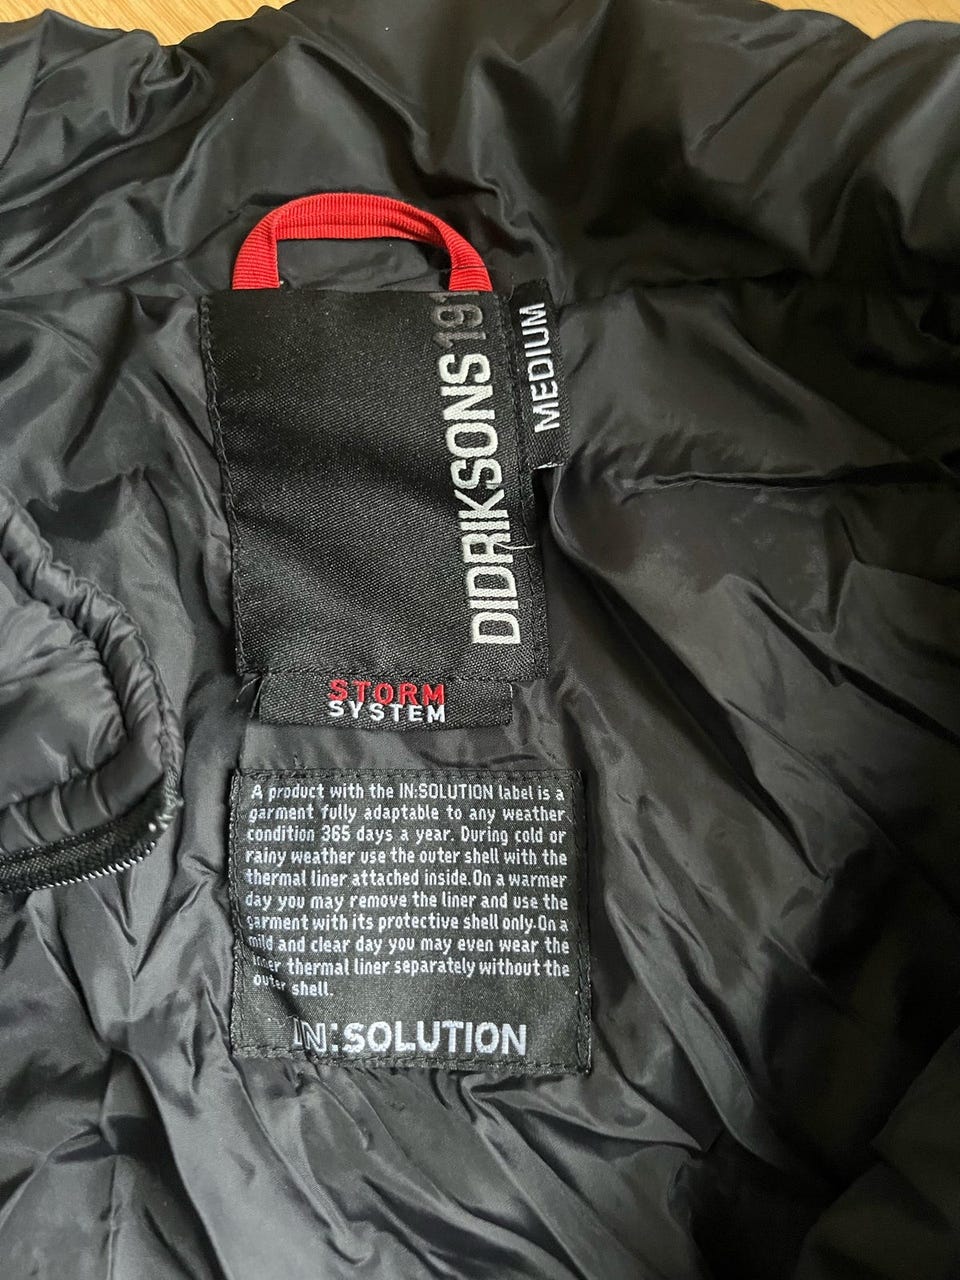 DIDRIKSONS 191
MEDIUM
STORM
SYSTEM
A product with the IN:SOLUTION label is a
garment fully adaptable to any weather
condition 365 days a year. During cold or
rainy weather use the outer shell with the
thermal liner attached inside. On a warmer
day you may remove the liner and use the
garment with its protective shell only. On a
mild and clear day you may even wear the
inner thermal liner separately without the
outer shell.
IN:SOLUTION